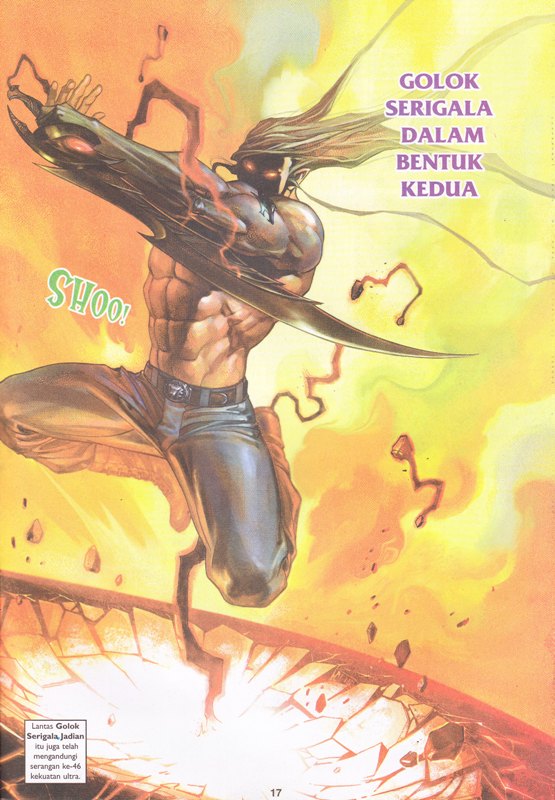 GOLOK
SERIGALA
DALAM
BENTUK
KEDUA
SHOO!
Lantas Golok
Serigala Jadian
itu juga telah
mengandungi
serangan ke-46
kekuatan ultra.
17